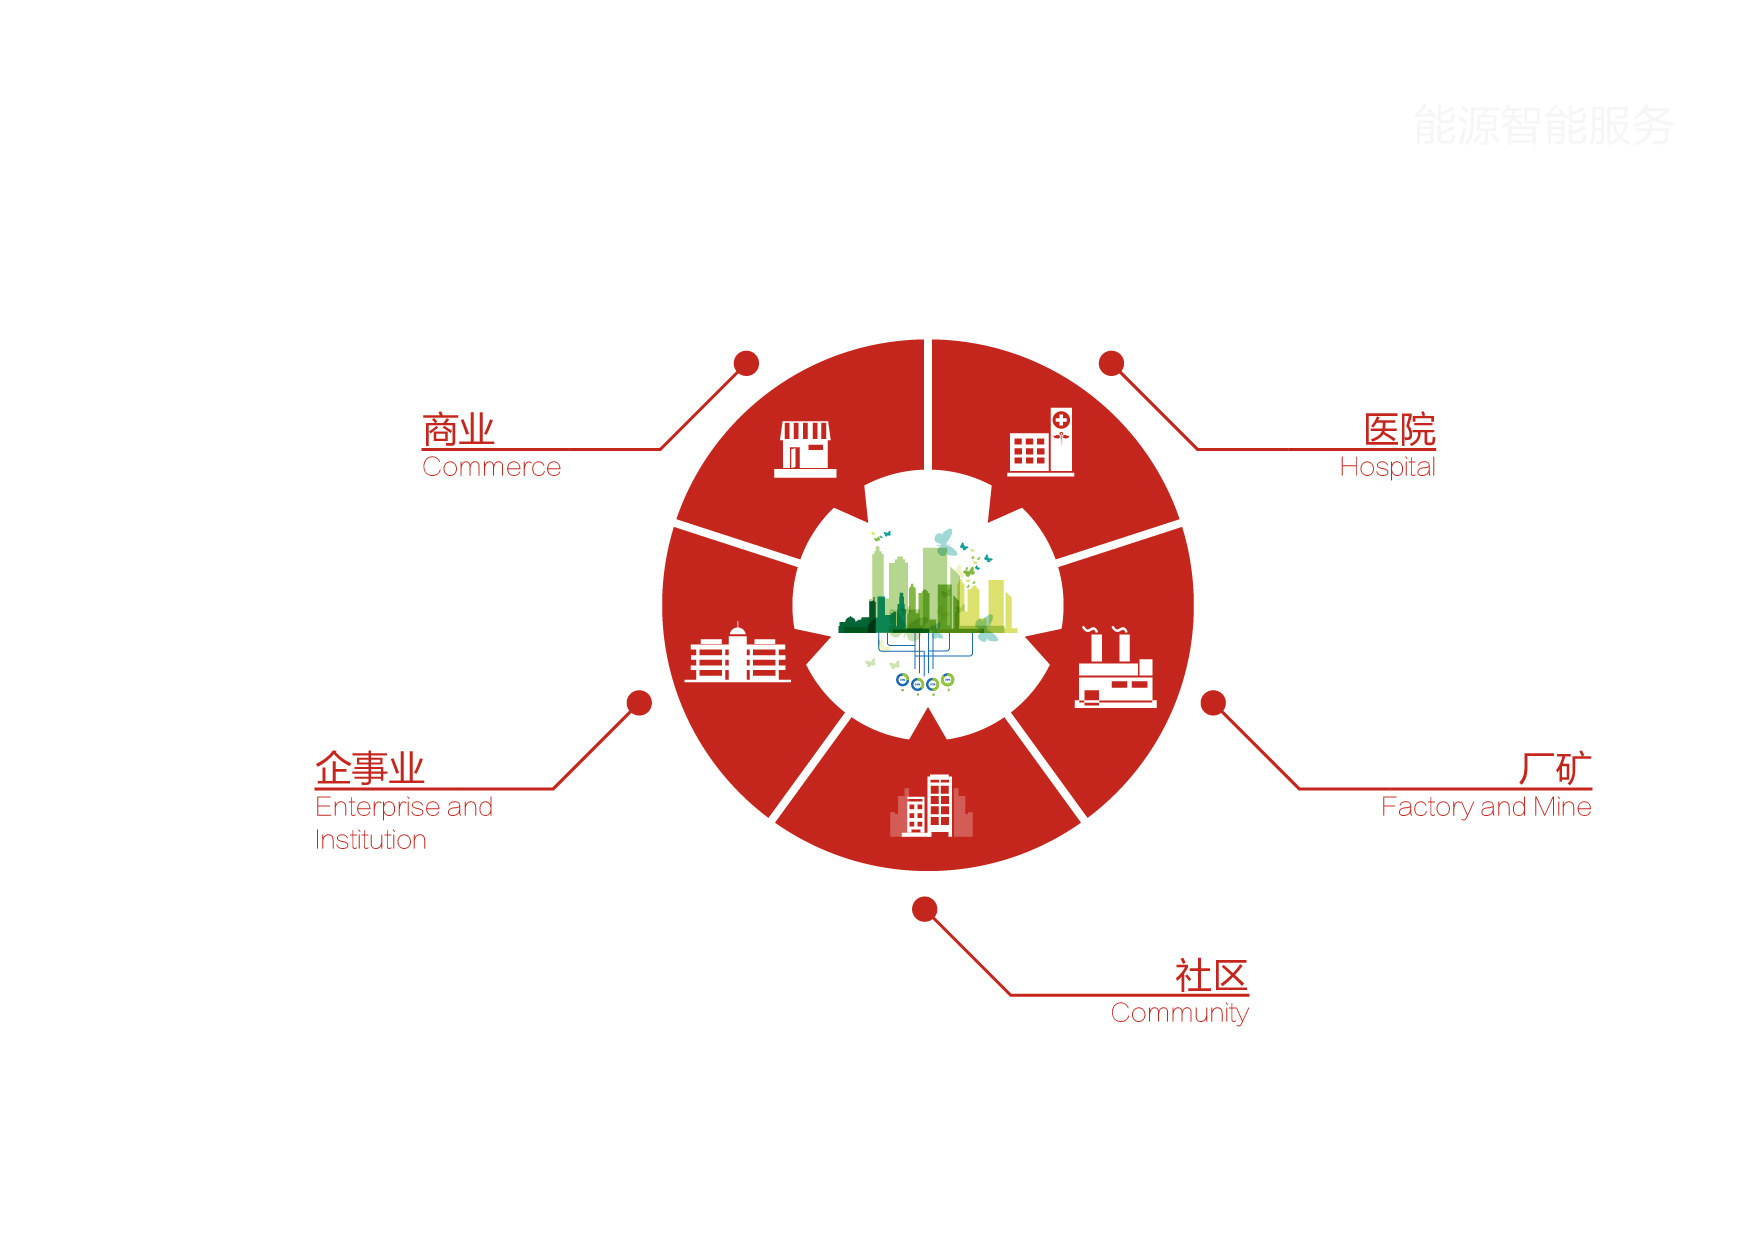 能源智能服务
商业
Commerce
医院
Hospital
企事业
Enterprise and
Institution
厂矿
Factory and Mine
社区
Community